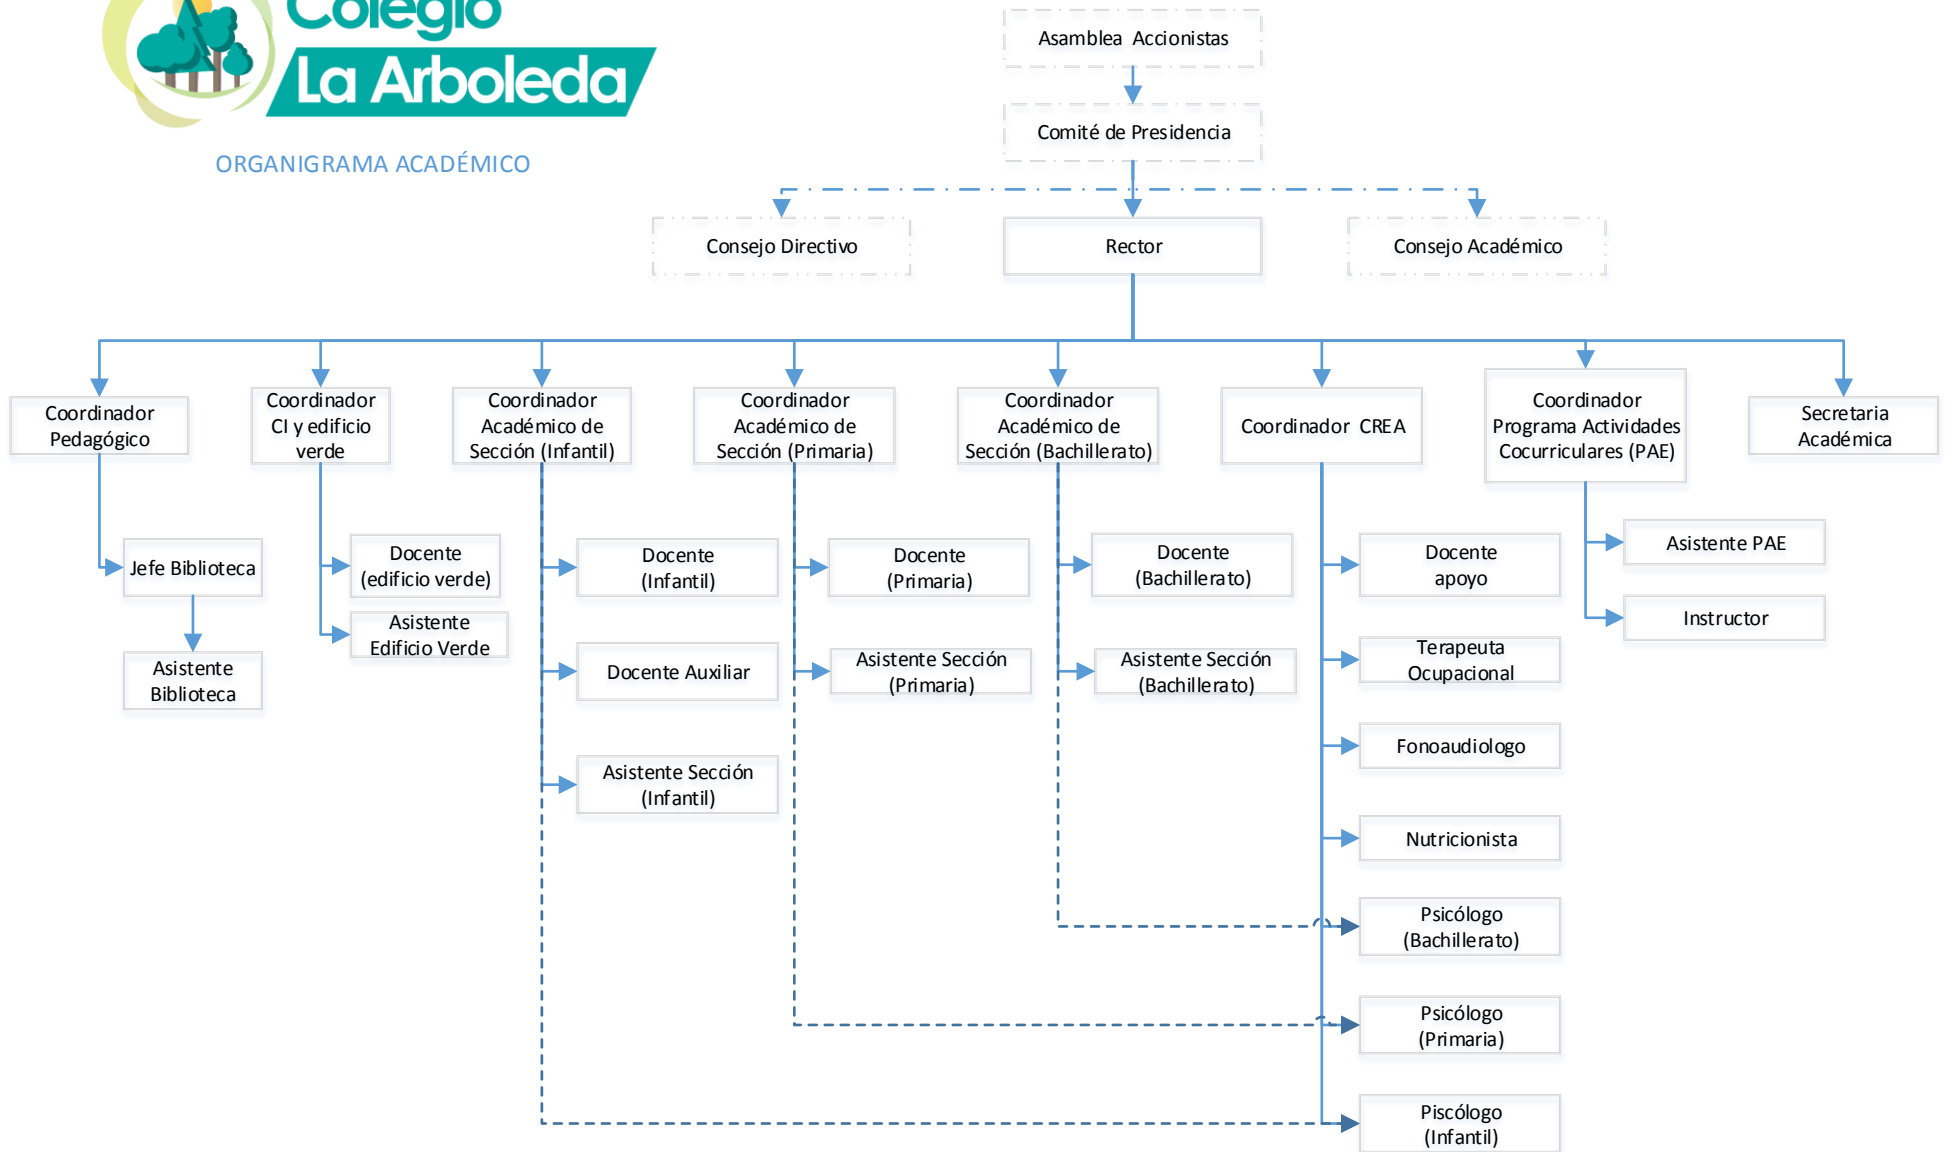 Colegio
La Arboleda
ORGANIGRAMA ACADÉMICO
Asamblea Accionistas
Comité de Presidencia
Consejo Directivo
Rector
Consejo Académico
Coordinador
Pedagógico
Coordinador
CI y edificio
verde
Coordinador
Académico de
Sección (Infantil)
Coordinador
Académico de
Sección (Primaria)
Coordinador
Académico de
Sección (Bachillerato)
Coordinador CREA
Coordinador
Programa Actividades
Cocurriculares (PAE)
Secretaria
Académica
Jefe Biblioteca
Asistente
Biblioteca
Docente
(edificio verde)
Asistente
Edificio Verde
Docente
(Infantil)
Docente Auxiliar
Asistente Sección
(Infantil)
Docente
(Primaria)
Asistente Sección
(Primaria)
Docente
(Bachillerato)
Asistente Sección
(Bachillerato)
Docente
apoyo
Terapeuta
Ocupacional
Fonoaudiologo
Nutricionista
Psicólogo
(Bachillerato)
Psicólogo
(Primaria)
Piscólogo
(Infantil)
Asistente PAE
Instructor